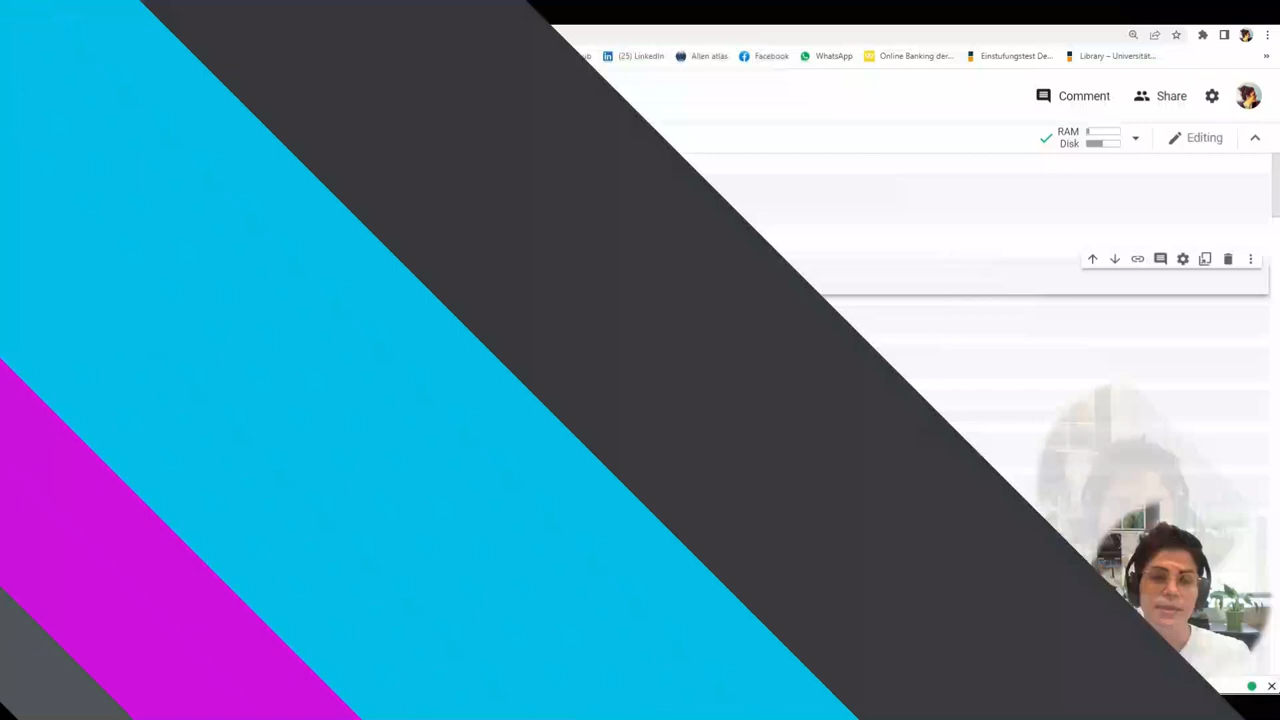 (25) LinkedIn
Allen atlas
Facebook
WhatsApp
Online Banking der...
Einstufungstest De...
Library – Universität...
Comment
Share
RAM
Disk
Editing